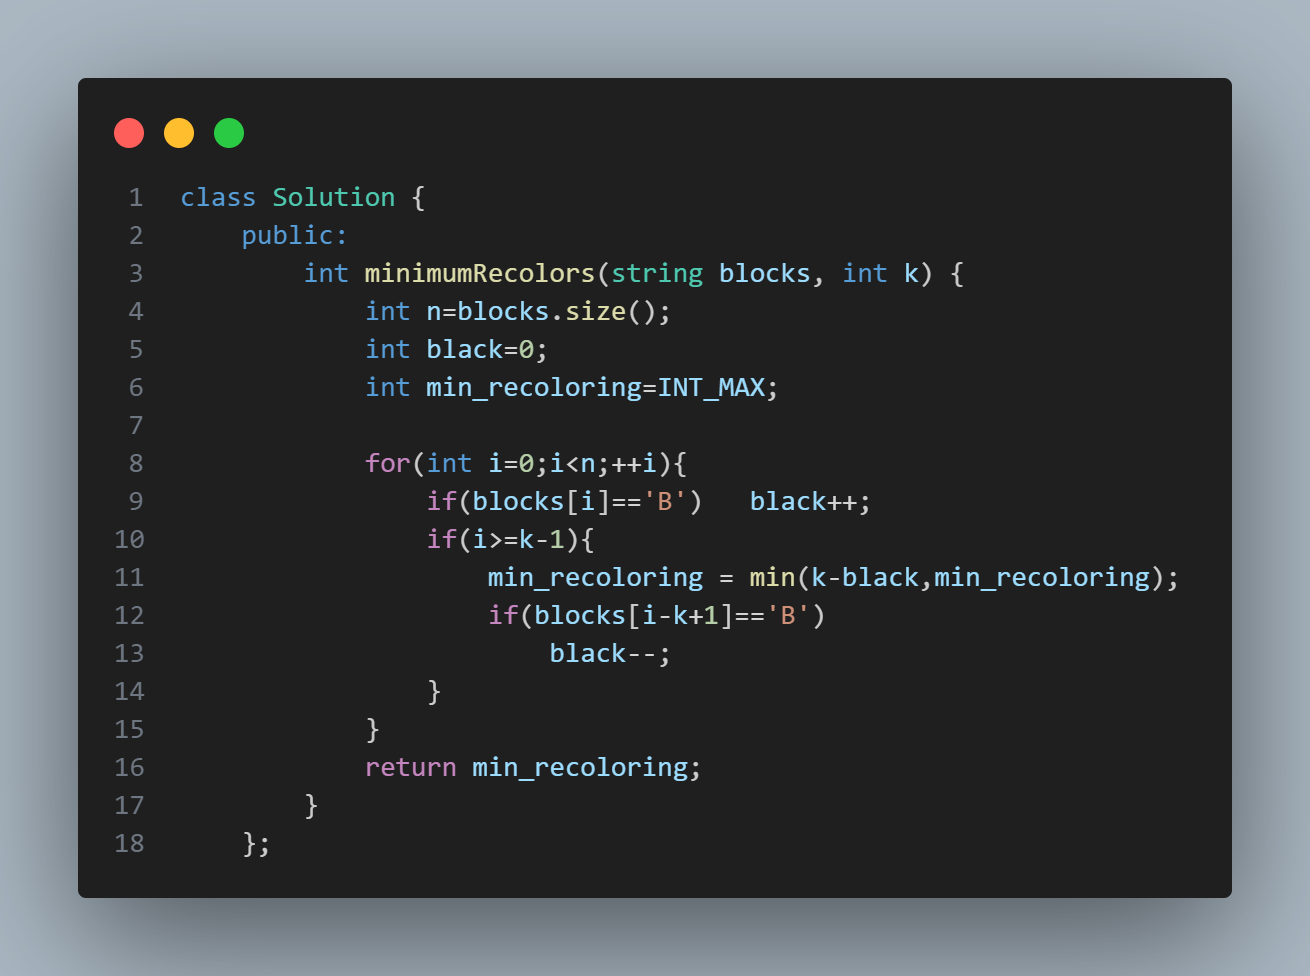 1 class Solution {
2     public:
3         int minimumRecolors(string blocks, int k) {
4             int n=blocks.size();
5             int black=0;
6             int min_recoloring=INT_MAX;
7
8             for(int i=0;i<n;++i){
9                 if(blocks[i]=='B')   black++;
10                 if(i>=k-1){
11                     min_recoloring = min(k-black,min_recoloring);
12                     if(blocks[i-k+1]=='B')
13                         black--;
14                 }
15             }
16             return min_recoloring;
17         }
18     };